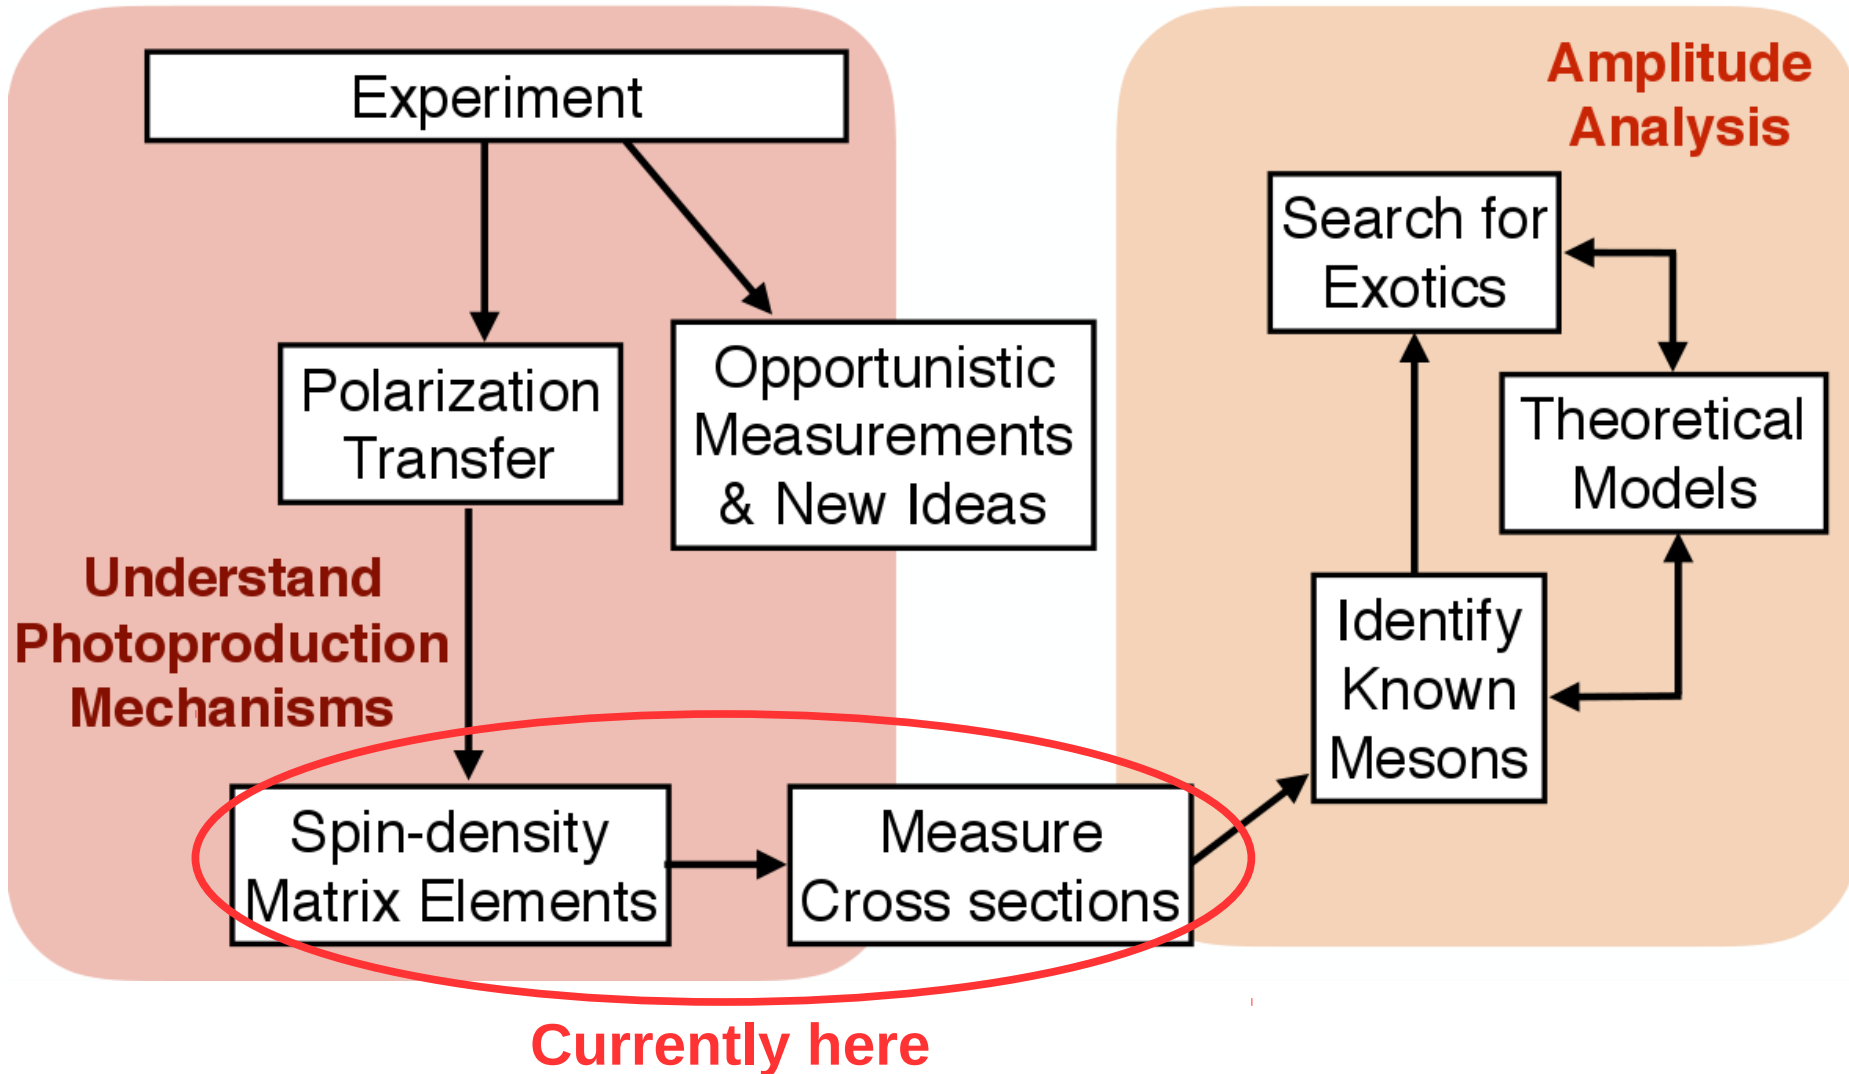 Experiment
Polarization
Transfer
Opportunistic
Measurements
& New Ideas
Understand
Photoproduction
Mechanisms
Spin-density
Matrix Elements
Measure
Cross sections
Currently here
Amplitude
Analysis
Search for
Exotics
Theoretical
Models
Identify
Known
Mesons